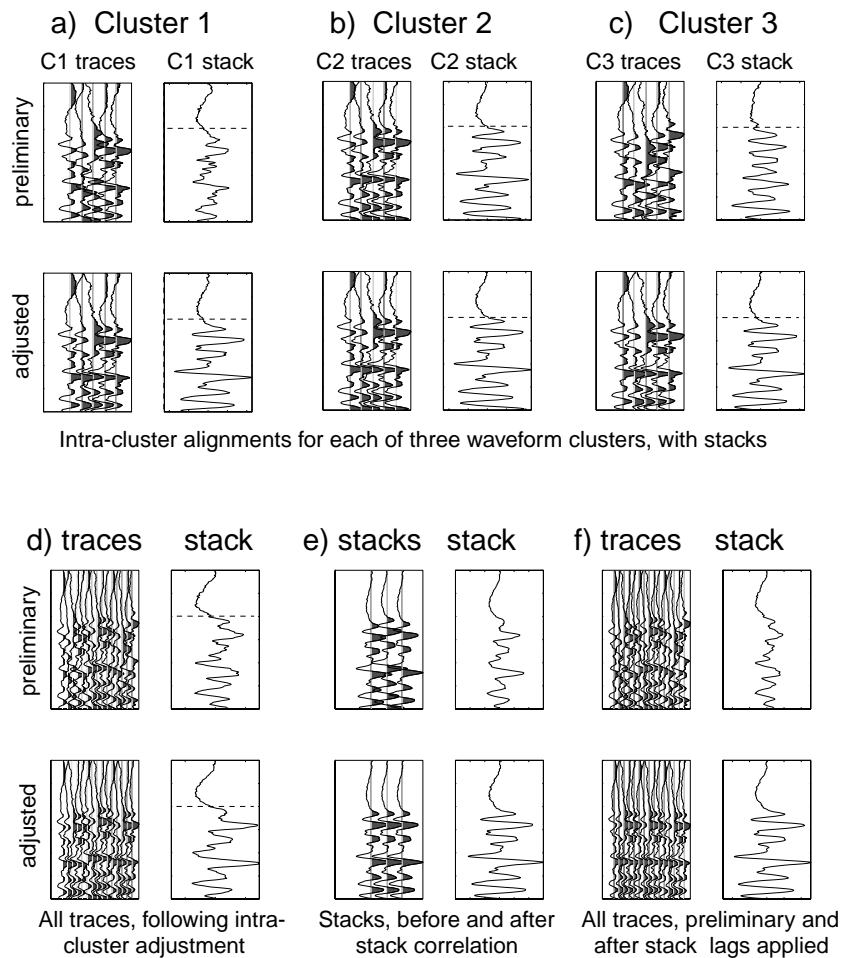 a) Cluster 1
b) Cluster 2
c) Cluster 3
C1 traces
C1 stack
C2 traces
C2 stack
C3 traces
C3 stack
preliminary
adjusted
Intra-cluster alignments for each of three waveform clusters, with stacks
d) traces
stack
e) stacks
stack
f) traces
stack
preliminary
adjusted
All traces, following intra-
cluster adjustment
Stacks, before and after
stack correlation
All traces, preliminary and
after stack lags applied